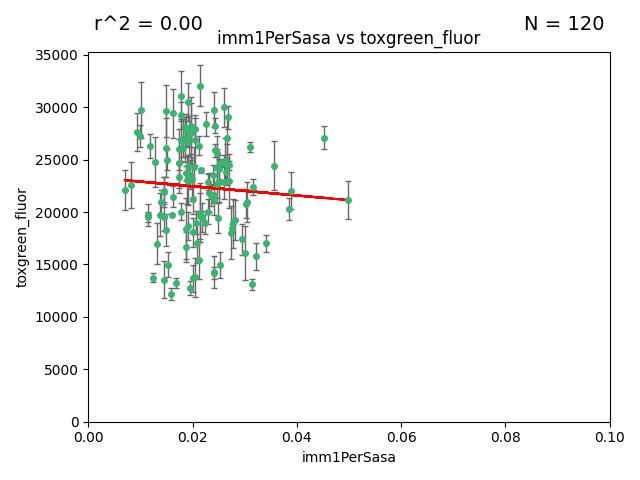 r^2 = 0.00
N = 120
imm1PerSasa vs toxgreen_fluor
35000
30000
25000
20000
15000
10000
5000
0
toxgreen_fluor
0.00
0.02
0.04
0.06
0.08
0.10
imm1PerSasa